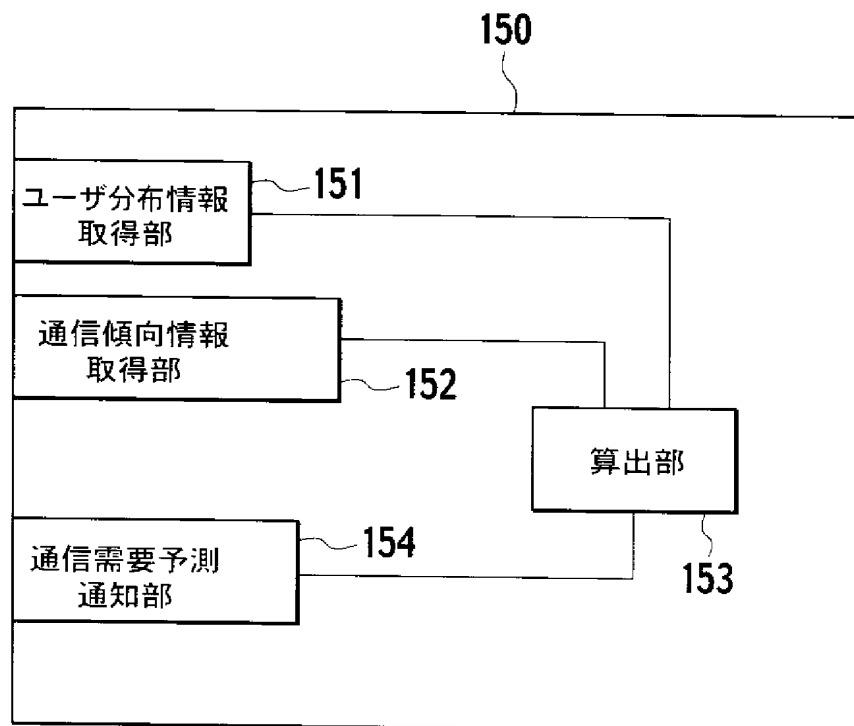 150
ユーザ分布情報
取得部
151
通信傾向情報
取得部
152
算出部
153
通信需要予測
通知部
154